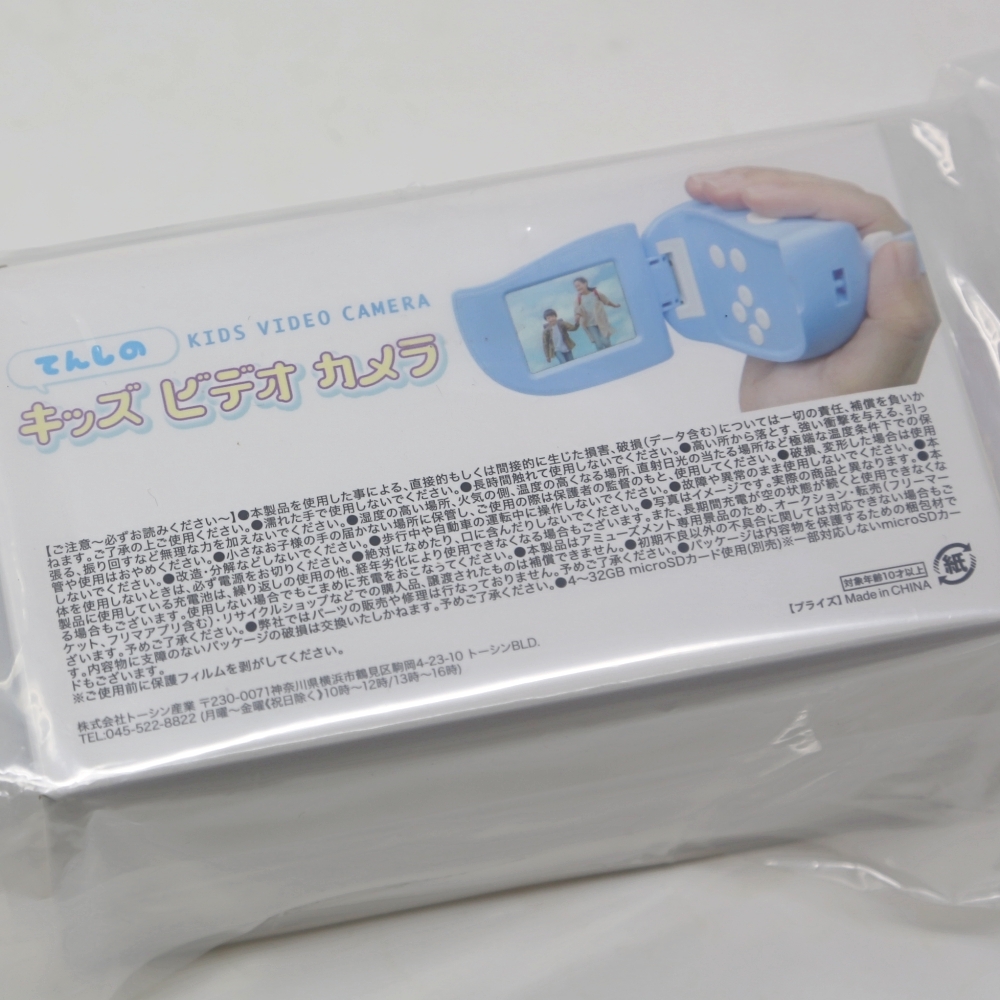 てんしの
KIDS VIDEO CAMERA
キッズ ビデオ カメラ
【ご注意～必ずお読みください～】●本製品を使用した事による、直接的もしくは間接的に生じた損害、破損(データ含む)については一切の責任、補償を負いか
ねます。ご了承の上ご使用ください。●濡れた手で使用しないでください。●長時間触れて使用しないでください。●高い所から落とす、強い衝撃を与える、引っ
張る、振り回すなど無理な力を加えないでください。●湿度の高い場所、火気の側、温度の高くなる場所、直射日光の当たる場所など極端な温度条件下での保
管や使用はおやめください。●小さなお子様の手の届かない場所に保管し、ご使用の際は保護者の監督のもと、使用してください。●破損、変形した場合は使用
しないでください。●改造・分解などしないでください。●歩行中や自動車の運転中に操作しないでください。●故障や異常のまま使用しないでください。●本
体を使用しないときは、必ず電源をお切りください。●絶対になめたり、口に含んだりしないでください。●写真はイメージです。実際の商品と異なります。●本
製品に使用している充電池は、繰り返しの使用の他、経年劣化により使用できなくなる場合もございます。また、長期間充電が空の状態が続くと使用できなくな
る場合もございます。使用しない場合でもこまめに充電をおこなってください。●本製品はアミューズメント専用景品のため、オークション・転売(フリーマー
ケット、フリマアプリ含む)・リサイクルショップなどでの購入品、譲渡されたものは補償できません。●初期不良以外の不具合に関しては対応できない場合もご
ざいます。予めご了承ください。●弊社ではパーツの販売や修理は行なっておりません。予めご了承ください。●パッケージは内容物を保護するための梱包材で
す。内容物に支障のないパッケージの破損は交換いたしかねます。予めご了承ください。●4～32GB microSDカード使用(別売)※一部対応しないmicroSDカー
ドもございます。
※ご使用前に保護フィルムを剥がしてください。
対象年齢10才以上
紙
【プライズ】 Made in CHINA
株式会社トーシン産業 〒230-0071神奈川県横浜市鶴見区駒岡4-23-10 トーシンBLD.
TEL:045-522-8822 (月曜～金曜《祝日除く》10時～12時/13時～16時)